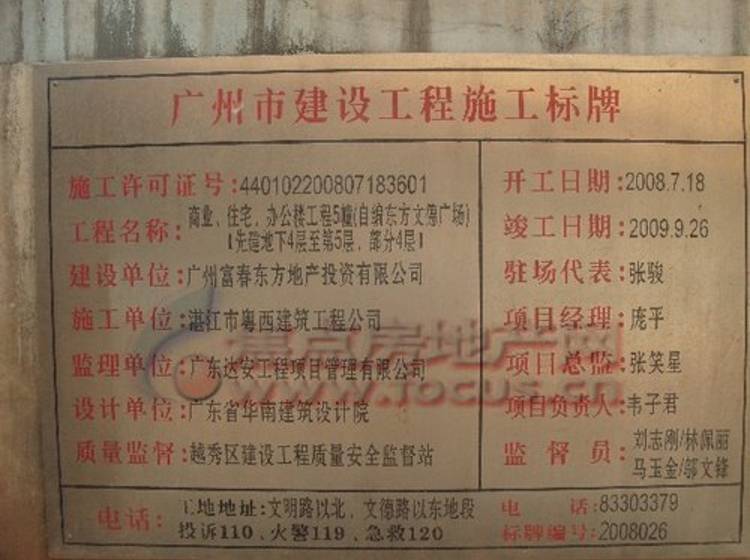 广州市建设工程施工标牌
施工许可证号:440102200807183601
工程名称:商业、住宅、办公楼工程5幢(自编东方文德广场)
【先建地下4层至第5层,部分4层】
建设单位:广州富春东方地产投资有限公司
施工单位:湛江市粤西建筑工程公司
监理单位:广东达安工程项目管理有限公司
设计单位:广东省华南建筑设计院
质量监督:越秀区建设工程质量安全监督站
开工日期:2008.7.18
竣工日期:2009.9.26
驻场代表:张骏
项目经理:庞平
项目总监:张笑星
项目负责人:韦子君
监督员:刘志刚/林佩丽
马玉金/邬文锋
电话:
工地地址:文明路以北、文德路以东地段
投诉110、火警119、急救120
电 话:83303379
标牌编号:2008026
焦点房地产网
www.focus.cn